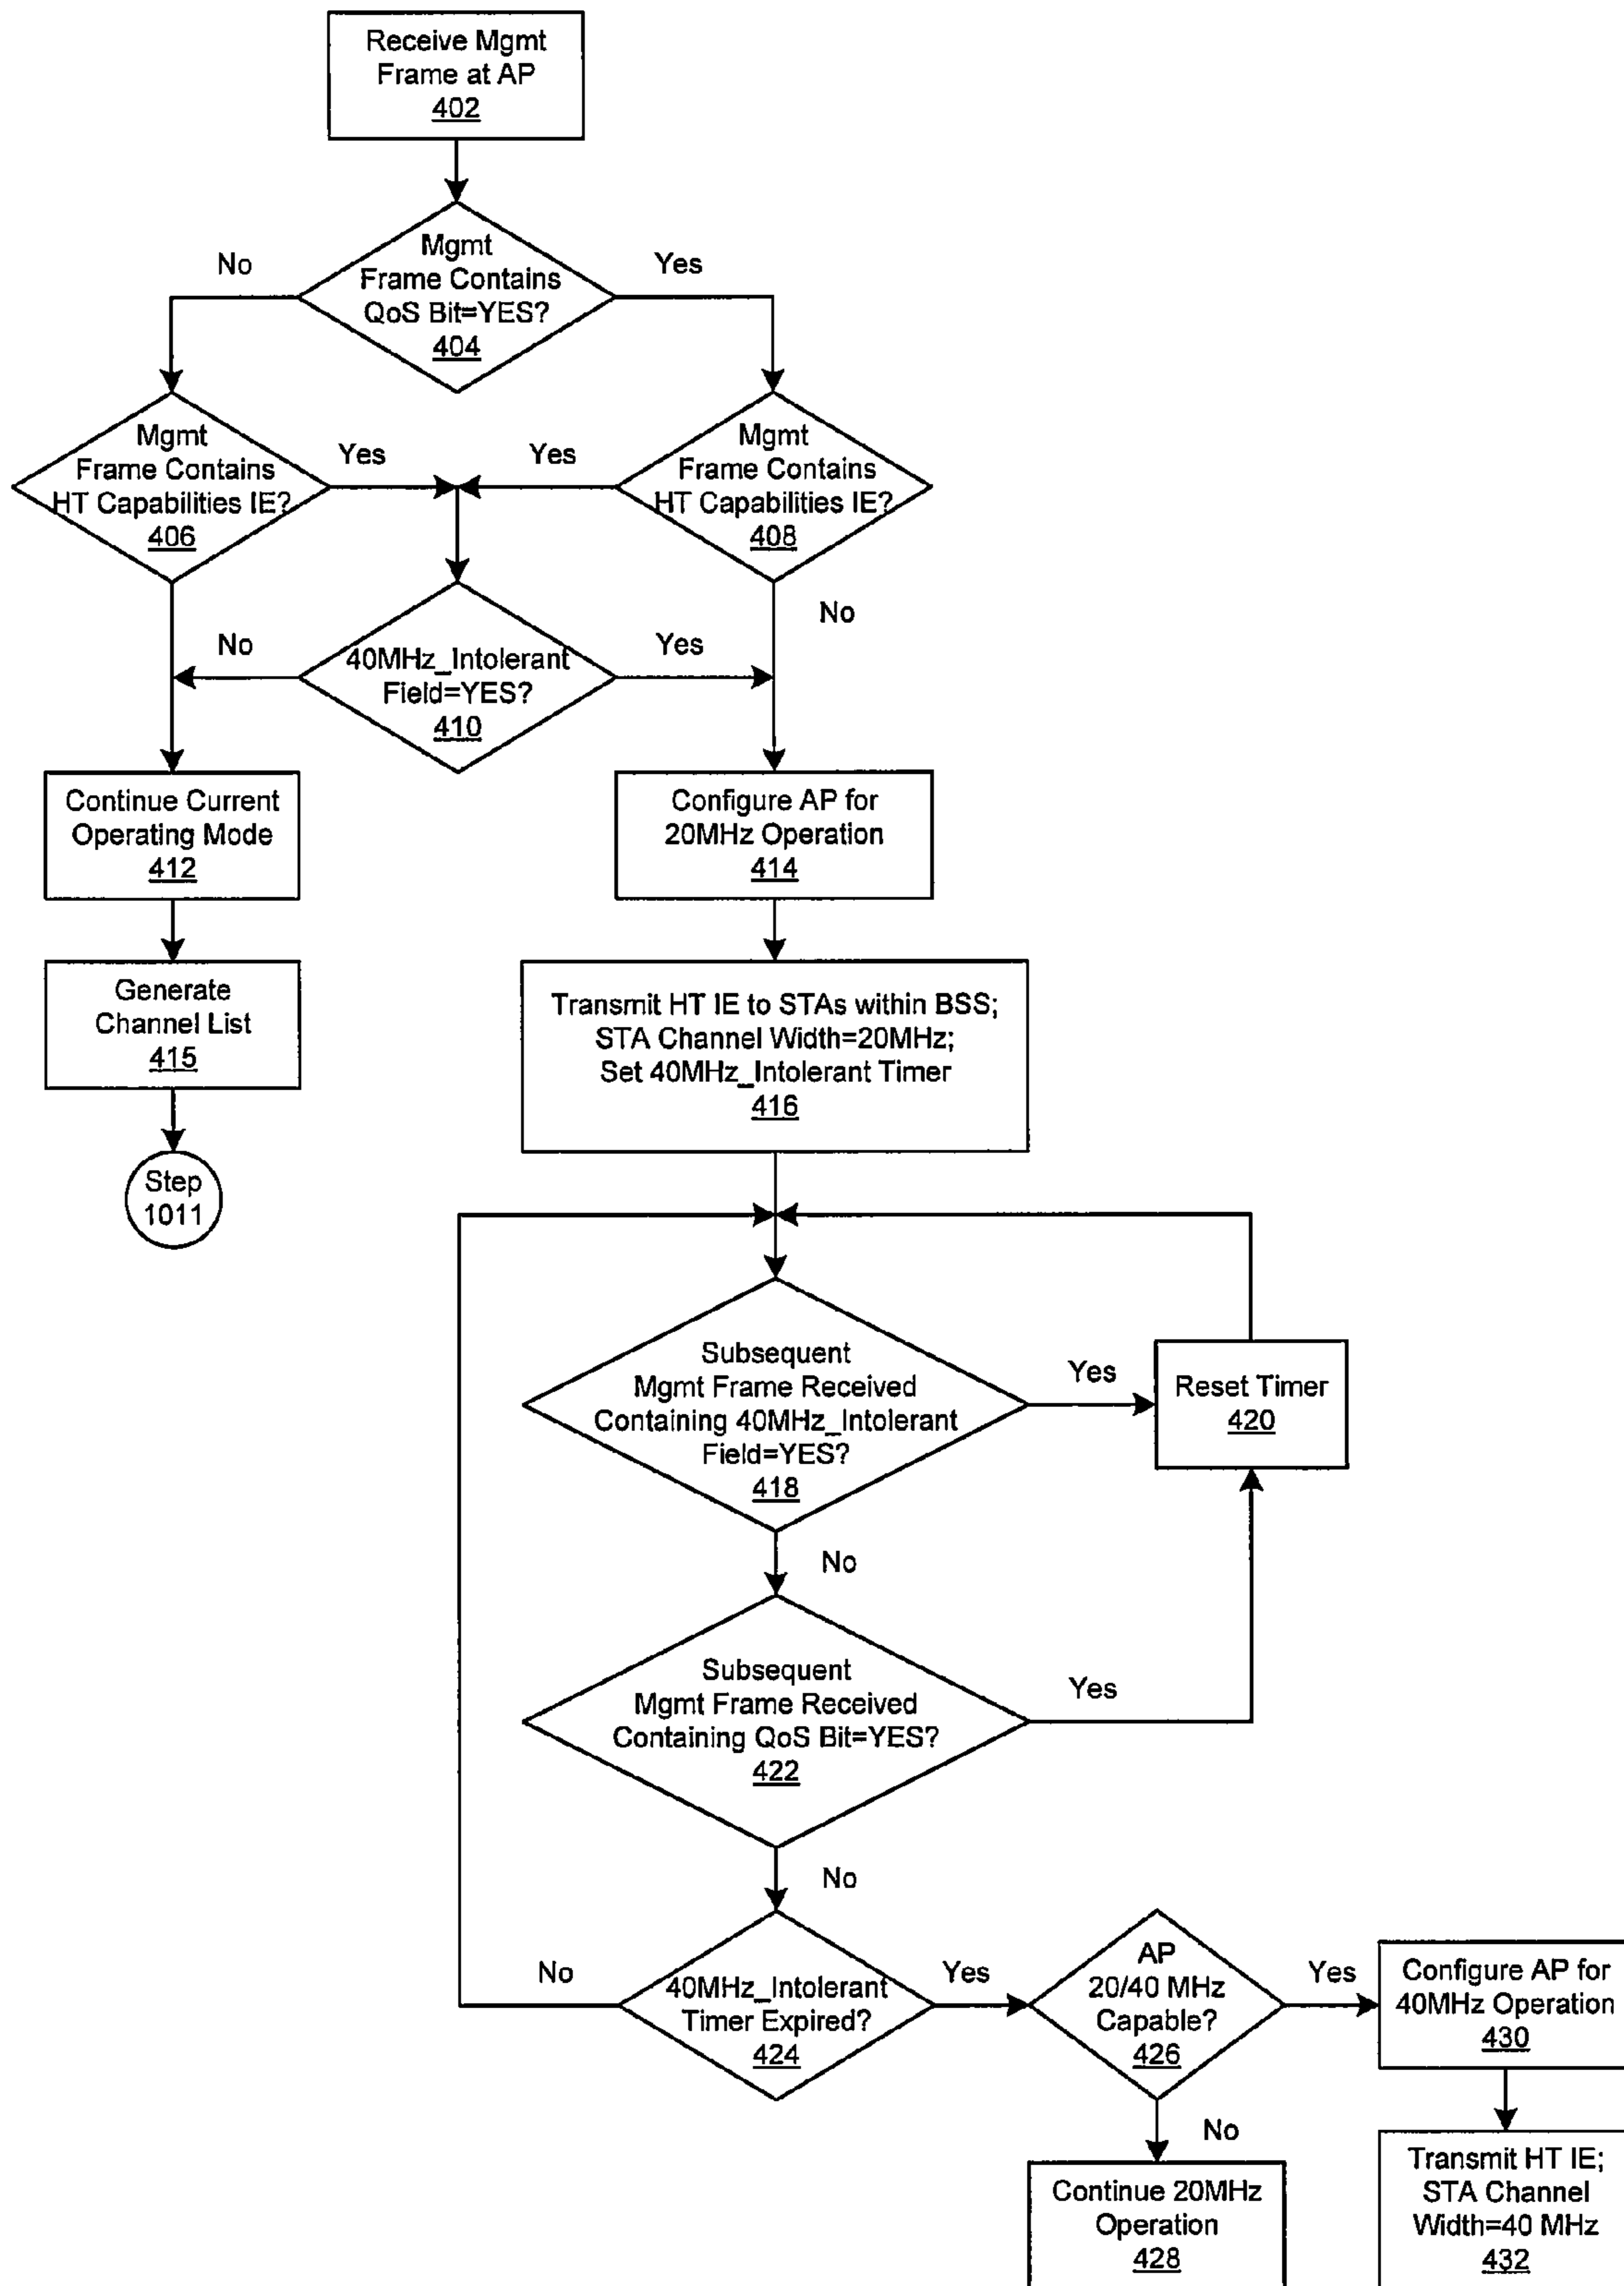 Receive Mgmt
Frame at AP
402
Mgmt
Frame Contains
QoS Bit=YES?
404
No
Yes
Mgmt
Frame Contains
HT Capabilities IE?
406
Yes
Yes
Mgmt
Frame Contains
HT Capabilities IE?
408
No
40MHz_Intolerant
Field=YES?
410
No
Yes
Continue Current
Operating Mode
412
Configure AP for
20MHz Operation
414
Generate
Channel List
415
Step
1011
Transmit HT IE to STAs within BSS;
STA Channel Width=20MHz;
Set 40MHz_Intolerant Timer
416
Subsequent
Mgmt Frame Received
Containing 40MHz_Intolerant
Field=YES?
418
Yes
Reset Timer
420
No
Subsequent
Mgmt Frame Received
Containing QoS Bit=YES?
422
Yes
No
40MHz_Intolerant
Timer Expired?
424
No
Yes
AP
20/40 MHz
Capable?
426
Yes
Configure AP for
40MHz Operation
430
No
Continue 20MHz
Operation
428
Transmit HT IE;
STA Channel
Width=40 MHz
432